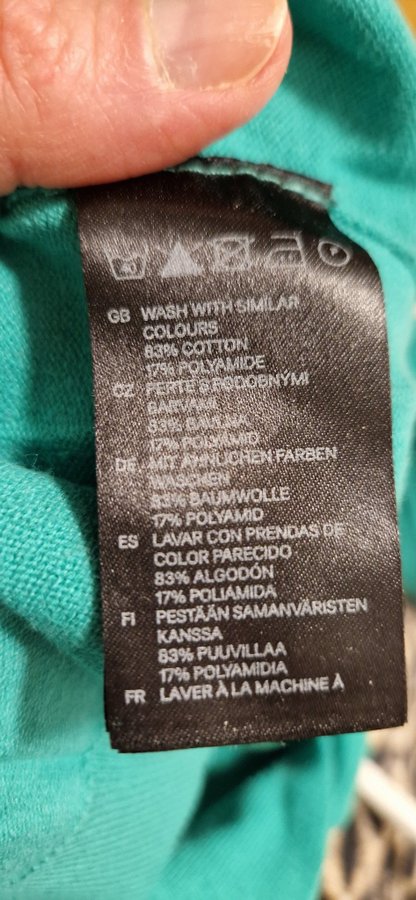 40
GB WASH WITH SIMILAR
COLOURS
83% COTTON
17% POLYAMIDE
CZ PERTE S PODOBNÝMI
BARVAMI
83% BAVLNA
17% POLYAMID
DE MIT ÄHNLICHEN FARBEN
WASCHEN
83% BAUMWOLLE
17% POLYAMID
ES LAVAR CON PRENDAS DE
COLOR PARECIDO
83% ALGODÓN
17% POLIAMIDA
FI PESTÄÄN SAMANVÄRISTEN
KANSSA
83% PUUVILLAA
17% POLYAMIDIA
FR LAVER À LA MACHINE À